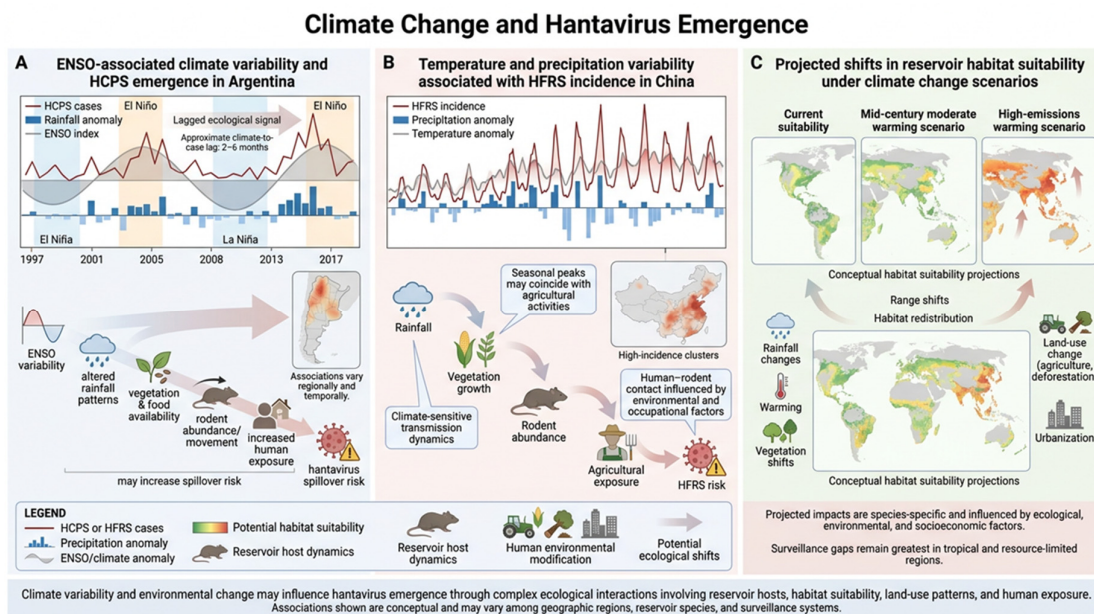 Climate Change and Hantavirus Emergence
A
ENSO-associated climate variability and
HCPS emergence in Argentina
HCPS cases
Rainfall anomaly
ENSO index
El Niño
Lagged ecological signal
Approximate climate-to-
case lag: 2–6 months
El Niño
El Niña
La Niña
1997
2001
2005
2008
2013
2017
ENSO
variability
altered
rainfall
patterns
vegetation
& food
availability
rodent
abundance/
movement
increased
human
exposure
hantavirus
spillover risk
may increase spillover risk
Associations vary
regionally and
temporally.
B
Temperature and precipitation variability
associated with HFRS incidence in China
HFRS incidence
Precipitation anomaly
Temperature anomaly
Rainfall
Seasonal peaks
may coincide with
agricultural
activities
Vegetation
growth
High-incidence clusters
Climate-sensitive
transmission
dynamics
Rodent
abundance
Human–rodent
contact influenced by
environmental and
occupational factors
Agricultural
exposure
HFRS risk
C
Projected shifts in reservoir habitat suitability
under climate change scenarios
Current
suitability
Mid-century moderate
warming scenario
High-emissions
warming scenario
Conceptual habitat suitability projections
Range shifts
Habitat redistribution
Rainfall
changes
Warming
Vegetation
shifts
Land-use
change
(agriculture,
deforestation)
Urbanization
Conceptual habitat suitability projections
Projected impacts are species-specific and influenced by ecological,
environmental, and socioeconomic factors.
Surveillance gaps remain greatest in tropical and resource-limited
regions.
LEGEND
HCPS or HFRS cases
Precipitation anomaly
ENSO/climate anomaly
Potential habitat suitability
Reservoir host dynamics
Reservoir host
dynamics
Human environmental
modification
Potential
ecological shifts
Climate variability and environmental change may influence hantavirus emergence through complex ecological interactions involving reservoir hosts, habitat suitability, land-use patterns, and human exposure.
Associations shown are conceptual and may vary among geographic regions, reservoir species, and surveillance systems.